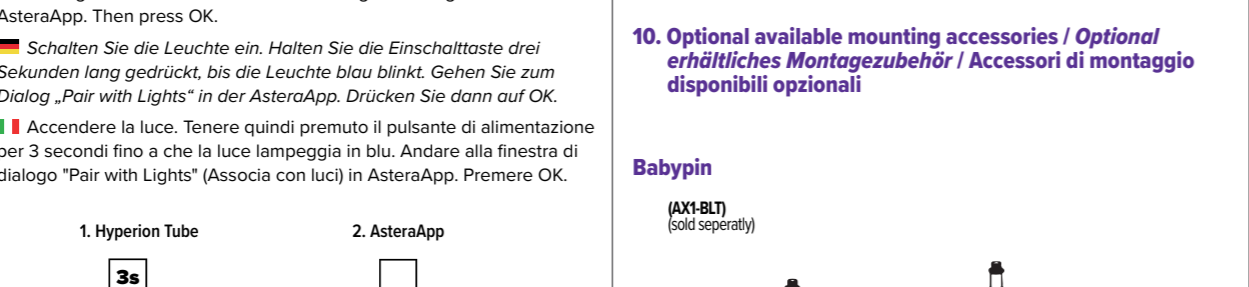 AsteraApp. Then press OK.
Schalten Sie die Leuchte ein. Halten Sie die Einschalttaste drei
Sekunden lang gedrückt, bis die Leuchte blau blinkt. Gehen Sie zum
Dialog „Pair with Lights“ in der AsteraApp. Drücken Sie dann auf OK.
Accendere la luce. Tenere quindi premuto il pulsante di alimentazione
per 3 secondi fino a che la luce lampeggia in blu. Andare alla finestra di
dialogo "Pair with Lights" (Associa con luci) in AsteraApp. Premere OK.
1. Hyperion Tube
2. AsteraApp
3s
10. Optional available mounting accessories / Optional
erhältliches Montagezubehör / Accessori di montaggio
disponibili opzionali
Babypin
(AX1-BLT)
(sold seperatly)